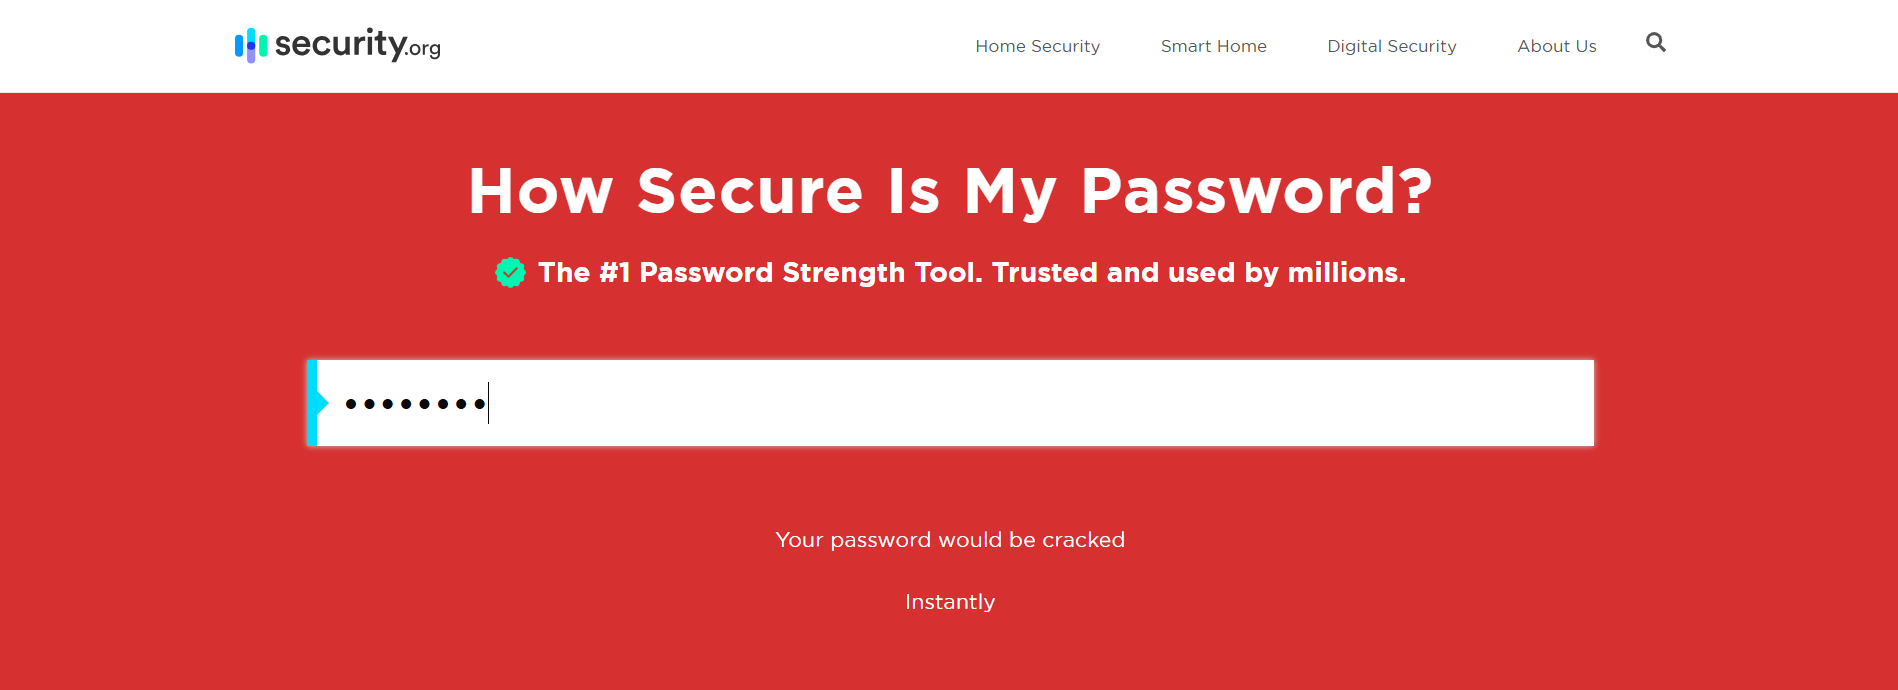 security.org
Home Security
Smart Home
Digital Security
About Us
How Secure Is My Password?
The #1 Password Strength Tool. Trusted and used by millions.
••••••••
Your password would be cracked
Instantly